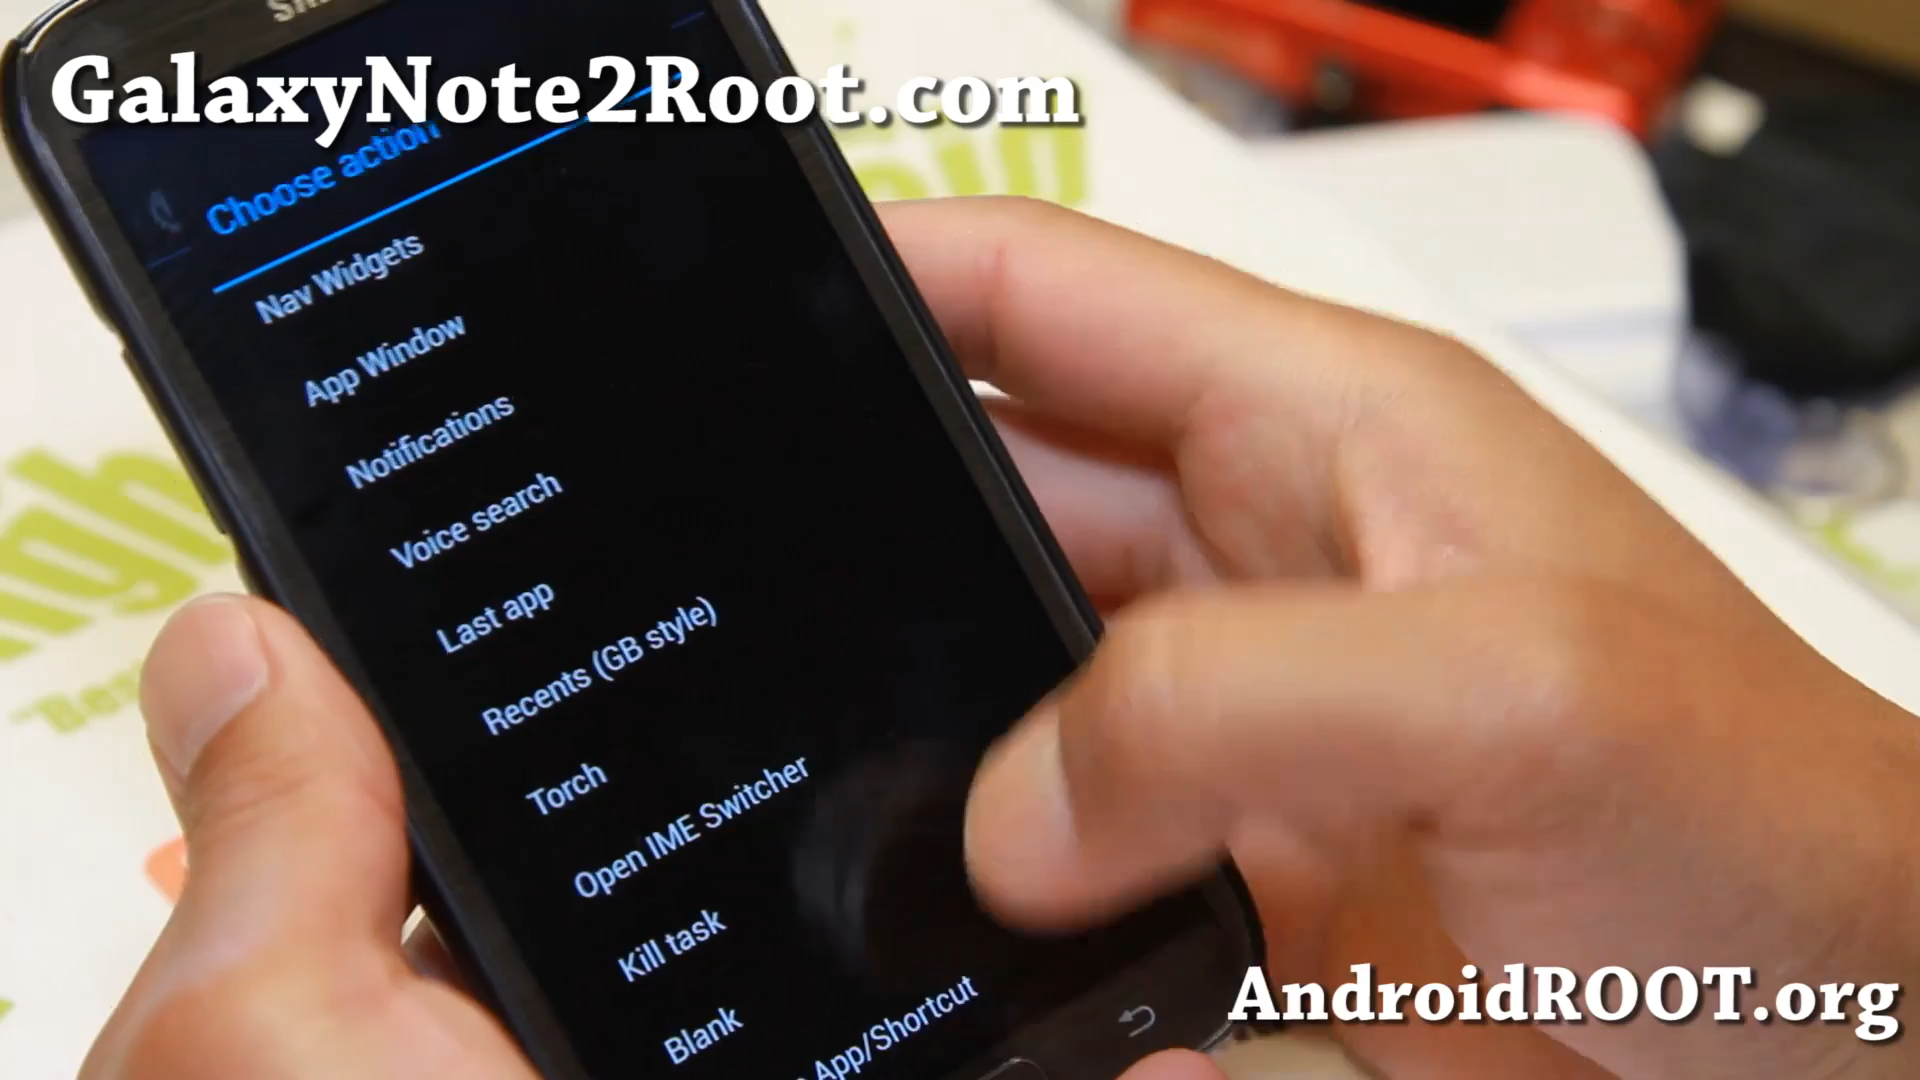 GalaxyNote2Root.com
Choose action
Nav Widgets
App Window
Notifications
Voice search
Last app
Recents (GB style)
Torch
Open IME Switcher
Kill task
Blank
App/Shortcut
AndroidROOT.org